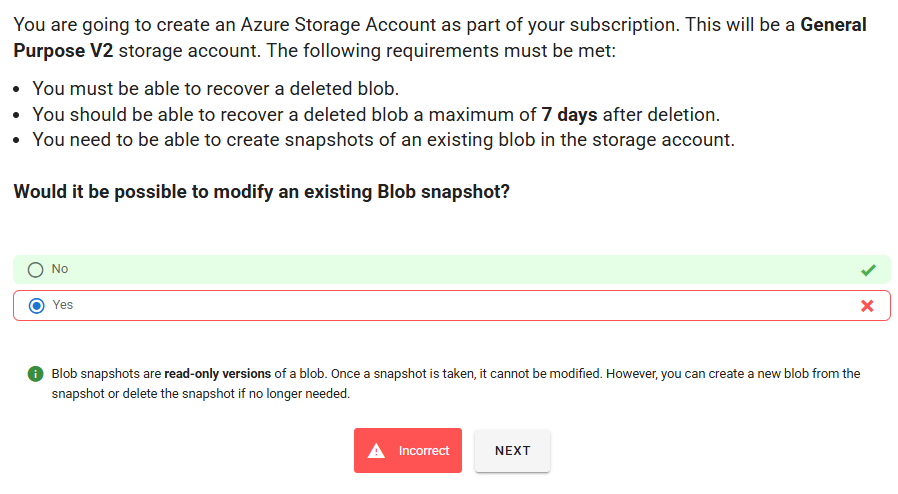 You are going to create an Azure Storage Account as part of your subscription. This will be a General
Purpose V2 storage account. The following requirements must be met:
• You must be able to recover a deleted blob.
• You should be able to recover a deleted blob a maximum of 7 days after deletion.
• You need to be able to create snapshots of an existing blob in the storage account.
Would it be possible to modify an existing Blob snapshot?
No
Yes
Blob snapshots are read-only versions of a blob. Once a snapshot is taken, it cannot be modified. However, you can create a new blob from the
snapshot or delete the snapshot if no longer needed.
Incorrect
NEXT